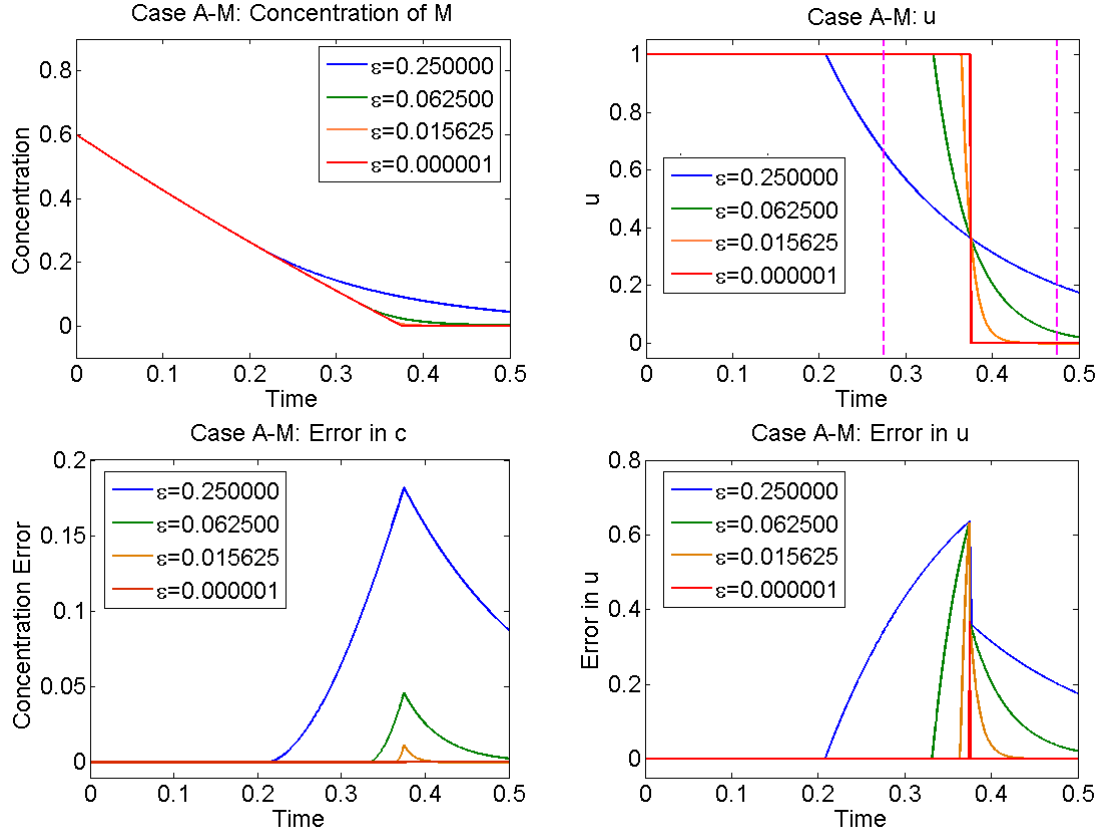 Case A-M: Concentration of M
Concentration
0.8
0.6
0.4
0.2
0
0
0.1
0.2
0.3
0.4
0.5
Time
ε=0.250000
ε=0.062500
ε=0.015625
ε=0.000001
Case A-M: u
u
1
0.8
0.6
0.4
0.2
0
0
0.1
0.2
0.3
0.4
0.5
Time
ε=0.250000
ε=0.062500
ε=0.015625
ε=0.000001
Case A-M: Error in c
Concentration Error
0.2
0.15
0.1
0.05
0
0
0.1
0.2
0.3
0.4
0.5
Time
ε=0.250000
ε=0.062500
ε=0.015625
ε=0.000001
Case A-M: Error in u
Error in u
0.8
0.6
0.4
0.2
0
0
0.1
0.2
0.3
0.4
0.5
Time
ε=0.250000
ε=0.062500
ε=0.015625
ε=0.000001